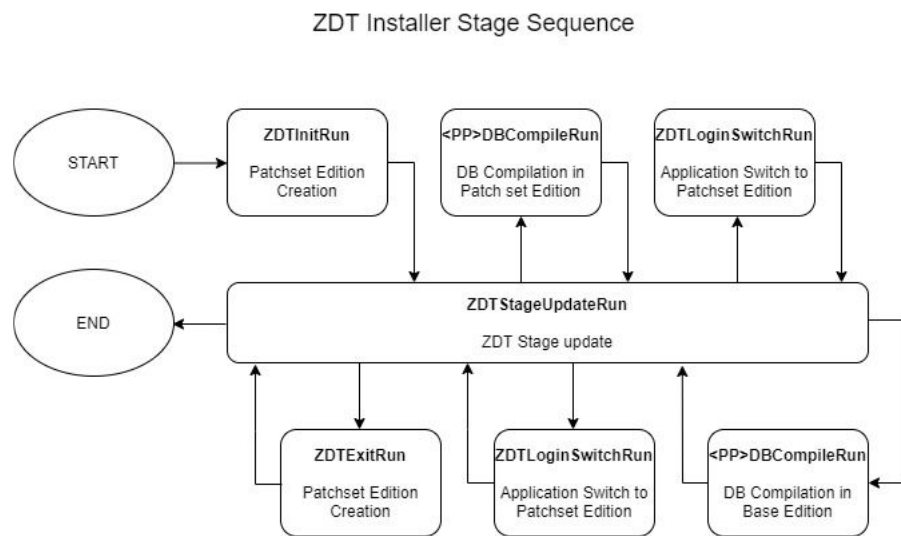 ZDT Installer Stage Sequence
START
ZDTInitRun
Patchset Edition
Creation
<PP>DBCompileRun
DB Compilation in
Patch set Edition
ZDTLoginSwitchRun
Application Switch to
Patchset Edition
END
ZDTStageUpdateRun
ZDT Stage update
ZDTExitRun
Patchset Edition
Creation
ZDTLoginSwitchRun
Application Switch to
Patchset Edition
<PP>DBCompileRun
DB Compilation in
Base Edition